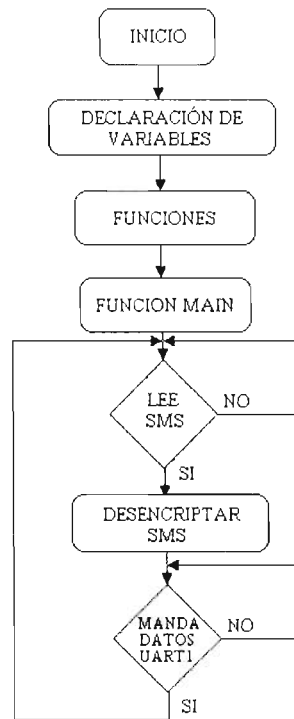 INICIO
DECLARACIÓN DE
VARIABLES
FUNCIONES
FUNCION MAIN
LEE
SMS
NO
SI
DESENCRIPTAR
SMS
MANDA
DATOS
UART1
NO
SI